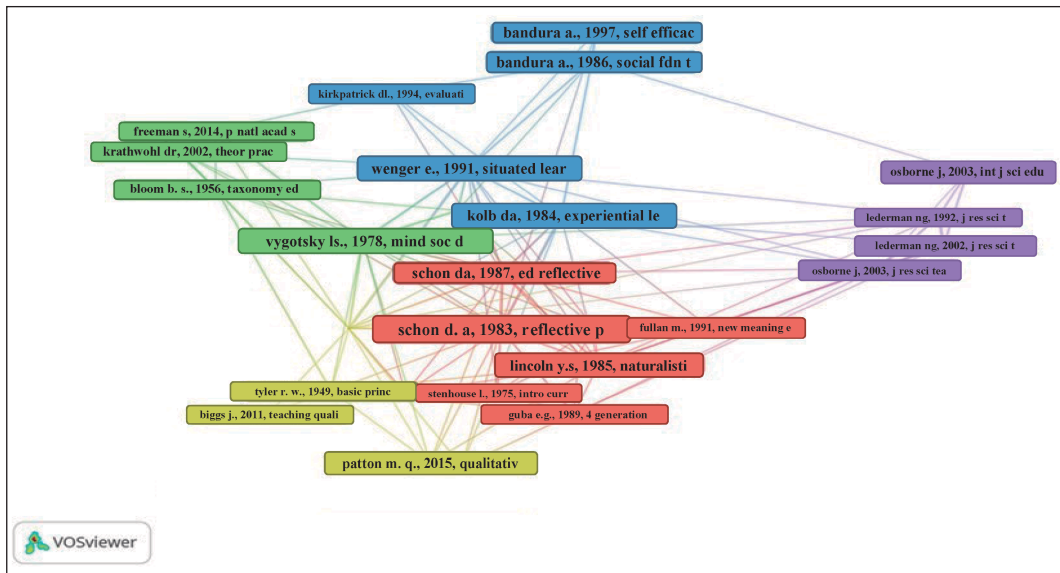 bandura a., 1997, self efficac
bandura a., 1986, social fdn t
kirkpatrick dl., 1994, evaluati
freeman s, 2014, p natl acad s
krathwohl dr, 2002, theor prac
wenger e., 1991, situated lear
osborne j, 2003, int j sci edu
bloom b. s., 1956, taxonomy ed
kolb da, 1984, experiential le
lederman ng, 1992, j res sci t
vygotsky ls., 1978, mind soc d
lederman ng, 2002, j res sci t
schon da, 1987, ed reflective
osborne j, 2003, j res sci tea
schon d. a, 1983, reflective p
fullan m., 1991, new meaning e
lincoln y.s, 1985, naturalisti
tyler r. w., 1949, basic princ
stenhouse l., 1975, intro curr
biggs j., 2011, teaching quali
guba e.g., 1989, 4 generation
patton m. q., 2015, qualitativ
VOSviewer